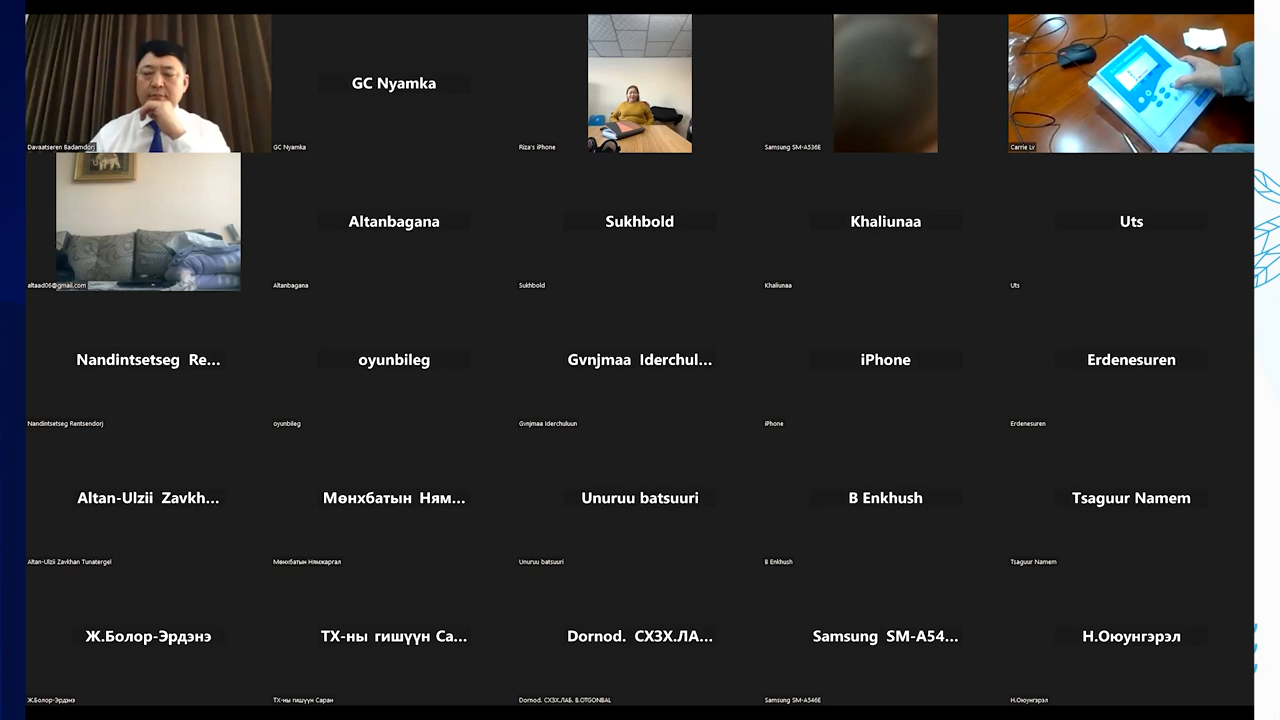 Davaatseren Badamdorj
GC Nyamka
GC Nyamka
Riza's iPhone
Samsung SM-A536E
Carrie Lv
altaad06@gmail.com
Altanbagana
Altanbagana
Sukhbold
Sukhbold
Khaliunaa
Khaliunaa
Uts
Uts
Nandintsetseg Re...
Nandintsetseg Rentsendorj
oyunbileg
oyunbileg
Gvnjmaa Iderchul...
Gvnjmaa Iderchuluun
iPhone
iPhone
Erdenesuren
Erdenesuren
Altan-Ulzii Zavkh...
Altan-Ulzii Zavkhan Tunatergel
Мөнхбатын Ням...
Мөнхбатын Нямжаргал
Unuruu batsuuri
Unuruu batsuuri
B Enkhush
B Enkhush
Tsaguur Namem
Tsaguur Namem
Ж.Болор-Эрдэнэ
Ж.Болор-Эрдэнэ
ТХ-ны гишүүн Са...
ТХ-ны гишүүн Саран
Dornod. СХЗХ.ЛА...
Dornod. СХЗХ.ЛАБ. B.OTGONBAL
Samsung SM-A54...
Samsung SM-A546E
Н.Оюунгэрэл
Н.Оюунгэрэл